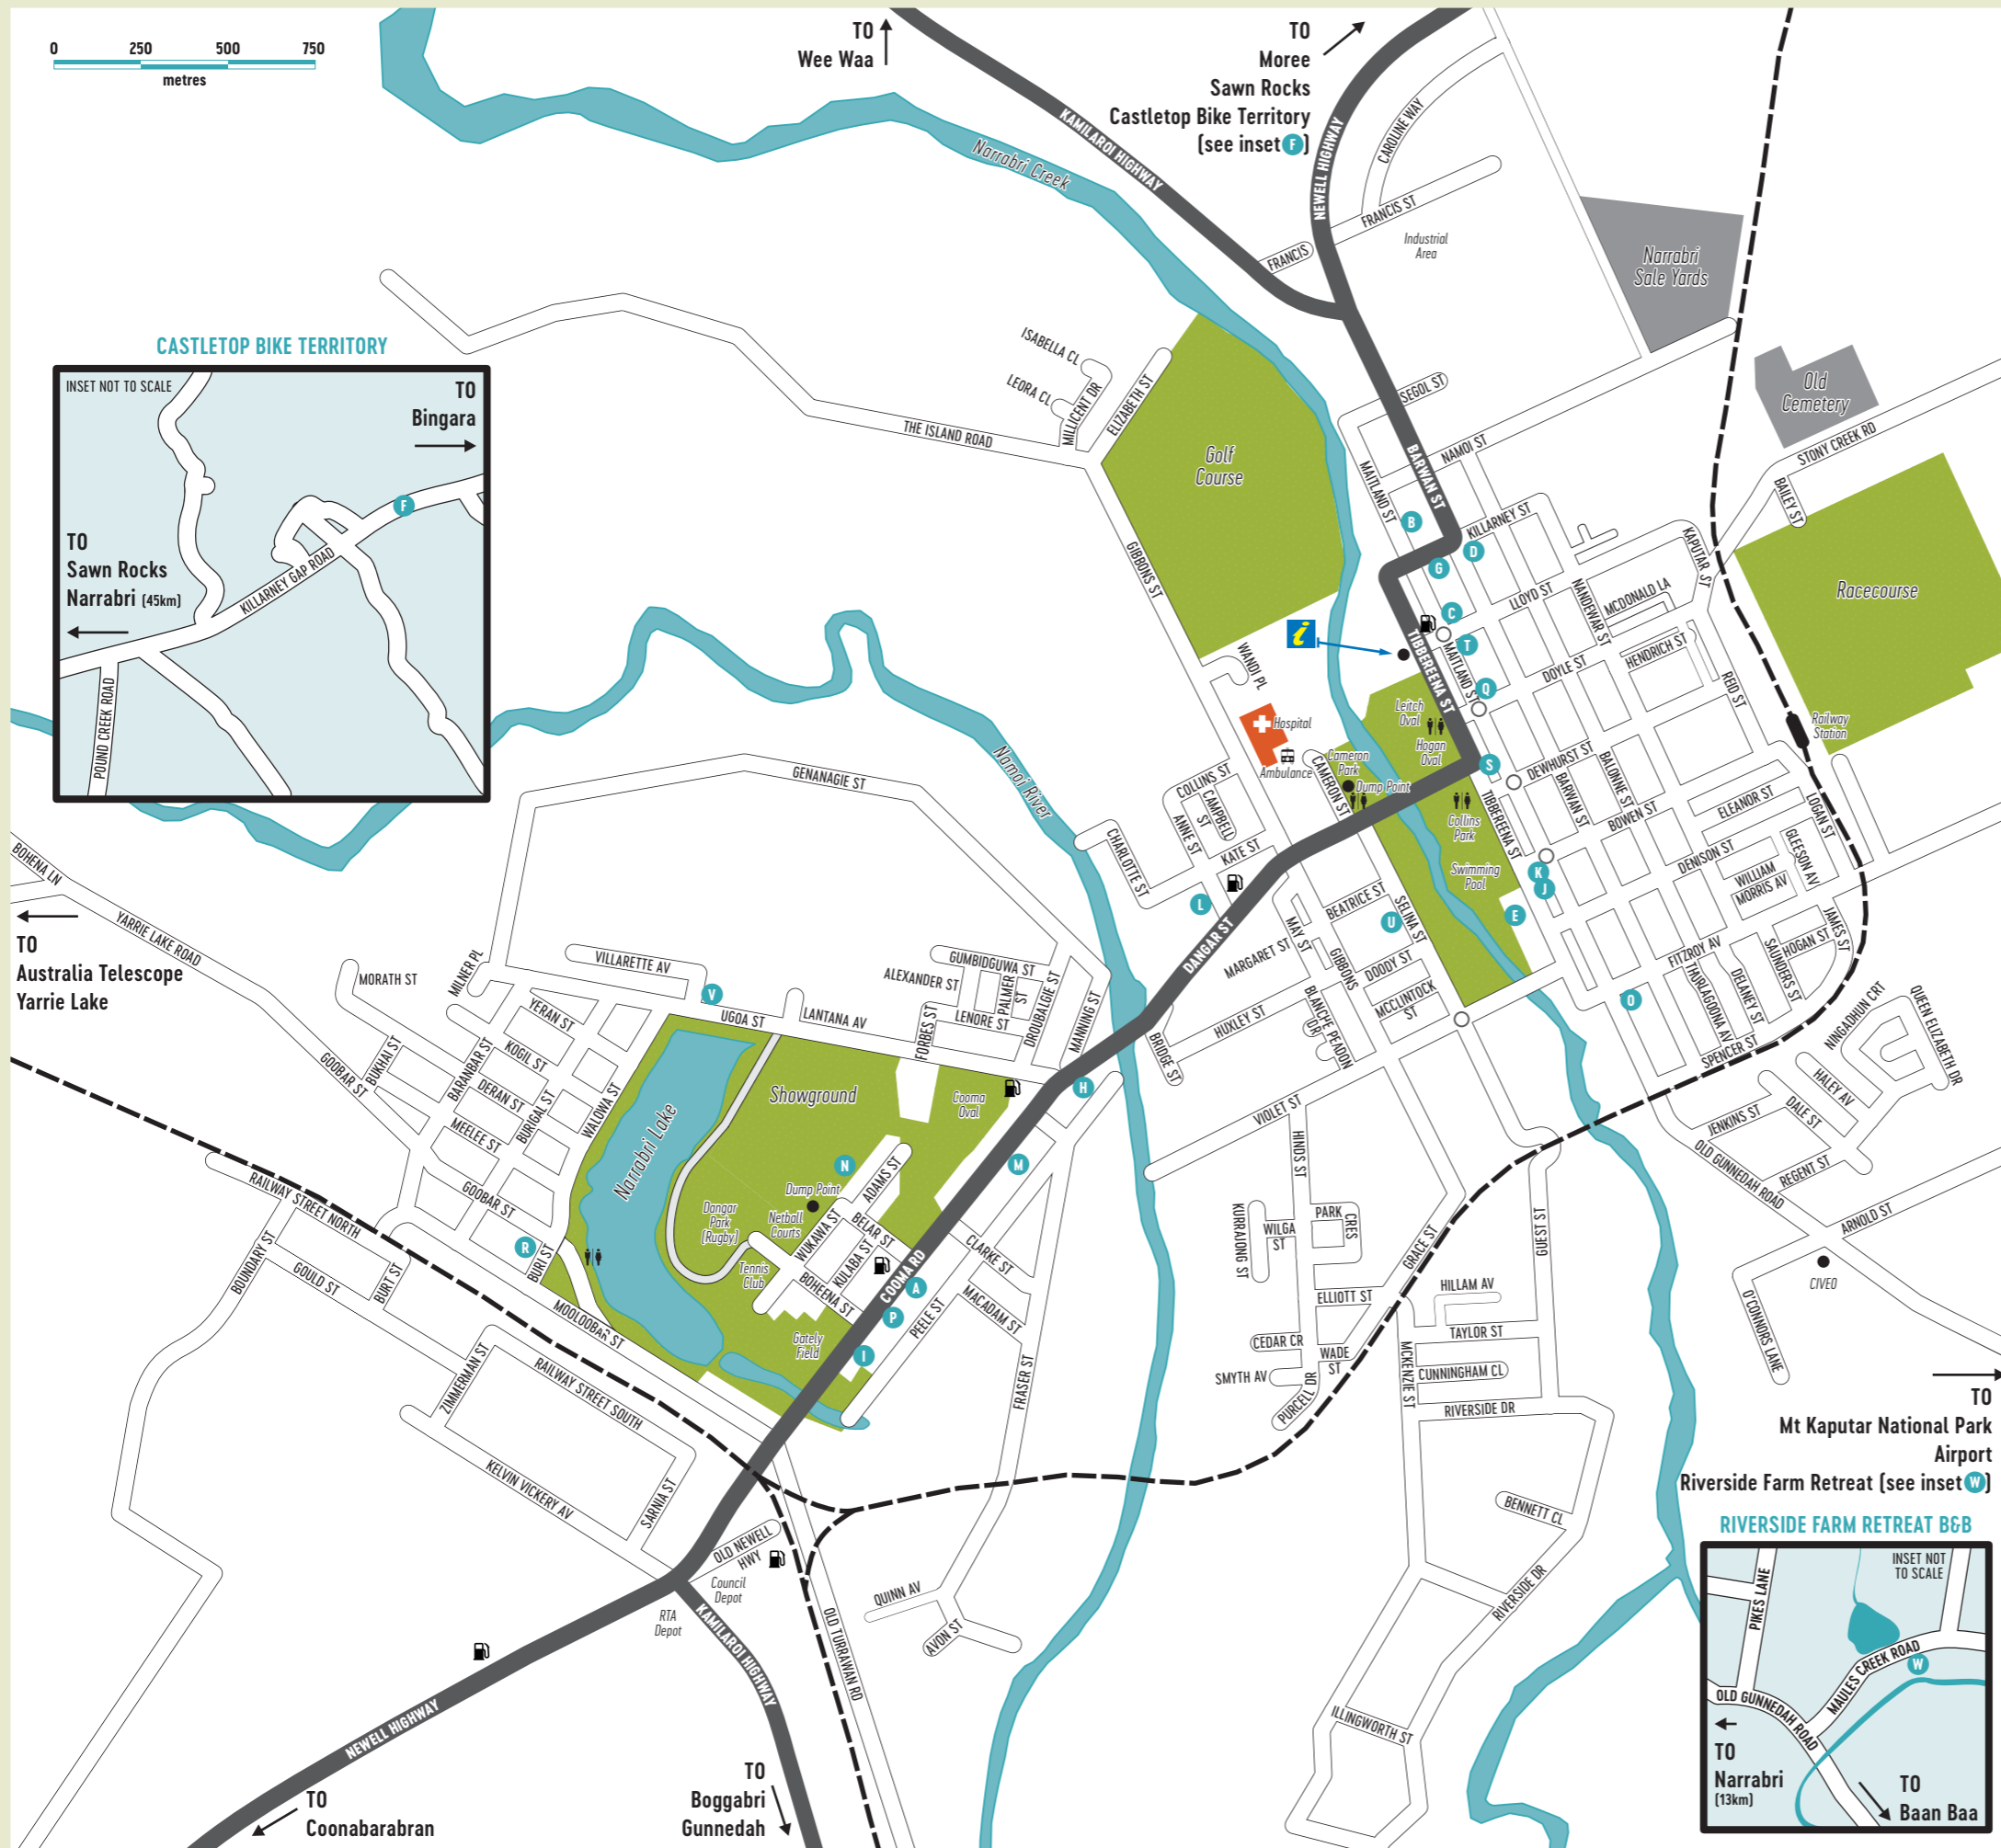 0 250 500 750
metres
TO
Wee Waa
TO
Moree
Sawn Rocks
Castletop Bike Territory
(see inset F)
KAMILAROI HIGHWAY
NEWELL HIGHWAY
CAROLINE WAY
FRANCIS ST
FRANCIS
Industrial
Area
Narrabri
Sale Yards
Narrabri Creek
CASTLETOP BIKE TERRITORY
INSET NOT TO SCALE
TO
Bingara
F
TO
Sawn Rocks
Narrabri (45km)
KILLARNEY GAP ROAD
POUND CREEK ROAD
ISABELLA CL
LEORA CL
MILLICENT DR
ELIZABETH ST
THE ISLAND ROAD
Golf
Course
GIBBONS ST
SEGOL ST
NAMOI ST
BARWAN ST
MAITLAND ST
B
KILLARNEY ST
D
G
C
T
Q
S
LLOYD ST
NANDEWAR ST
MCDONALD LA
KAPUTAR ST
HENDRICH ST
DOYLE ST
REID ST
Old
Cemetery
STONY CREEK RD
BAILEY ST
Racecourse
Railway
Station
i
TIBBEREENA ST
MAITLAND ST
Leitch
Oval
Hogan
Oval
WANDI PL
Hospital
Ambulance
Cameron
Park
Dump Point
CAMERON ST
Collins
Park
Swimming
Pool
TIBBEREENA ST
DEWHURST ST
BARWAN ST
BALONE ST
BOWEN ST
ELEANOR ST
LOGAN ST
DENISON ST
GLEESON AV
WILLIAM
MORRIS AV
JAMES ST
HOGAN ST
SAUNDERS ST
DELANEY ST
THURLAGONA AV
FITZROY AV
SPENCER ST
K
J
E
O
U
L
COLLINS ST
CAMPBELL
ST
ANNE ST
KATE ST
CHARLOTTE ST
Namoi River
GENANAGIE ST
BEATRICE ST
SELINA ST
MAY ST
MARGARET ST
GIBBONS
DOODY ST
MCCLINTOCK
ST
BLANCHE PEADON
DR
HUXLEY ST
BRIDGE ST
DANGAR ST
VIOLET ST
NINGADHUN CRT
QUEEN ELIZABETH DR
HALEY AV
DALE ST
JENKINS ST
REGENT ST
OLD GUNNEDAH ROAD
ARNOLD ST
CIVEO
O'CONNORS LANE
BOHENA LN
TO
Australia Telescope
Yarrie Lake
YARRIE LAKE ROAD
MORATH ST
MILNER PL
VILLARETTE AV
V
UGOA ST
LANTANA AV
ALEXANDER ST
GUMBIDGUWA ST
PALMER
ST
LENORE ST
FORBES ST
DROUBALGIE ST
MANNING ST
YERAN ST
KOGIL ST
DERAN ST
MEELEE ST
BARANBAR ST
BUKHAI ST
BURIGAL ST
WALOWA ST
GOOBAR ST
GOOBAR ST
R
BURT ST
Narrabri Lake
Showground
Cooma
Oval
H
M
N
Dump Point
ADAMS ST
Dangar
Park
(Rugby)
Netball
Courts
WUKAWA ST
BELAR ST
KULABA ST
BOHEENA ST
Tennis
Club
COOMA RD
A
P
I
Gately
Field
PEELE ST
CLARKE ST
MACADAM ST
FRASER ST
RAILWAY STREET NORTH
BOUNDARY ST
GOULD ST
BURT ST
MOOLOOBAR ST
ZIMMERMAN ST
RAILWAY STREET SOUTH
KELVIN VICKERY AV
SARNIA ST
OLD NEWELL
HWY
Council
Depot
RTA
Depot
KAMILAROI HIGHWAY
OLD TURRAWAN RD
QUINN AV
AVON ST
NEWELL HIGHWAY
TO
Coonabarabran
TO
Boggabri
Gunnedah
HINDS ST
KURRAJONG ST
WILGA
ST
PARK
CRES
ELLIOTT ST
GRACE ST
CEDAR CR
WADE
ST
SMYTH AV
PURCELL DR
MCKENZIE ST
HILLAM AV
TAYLOR ST
CUNNINGHAM CL
RIVERSIDE DR
GUEST ST
BENNETT CL
RIVERSIDE DR
ILLINGWORTH ST
TO
Mt Kaputar National Park
Airport
Riverside Farm Retreat (see inset W)
RIVERSIDE FARM RETREAT B&B
INSET NOT
TO SCALE
PIKES LANE
MAULES CREEK ROAD
W
OLD GUNNEDAH ROAD
TO
Narrabri
(13km)
TO
Baan Baa